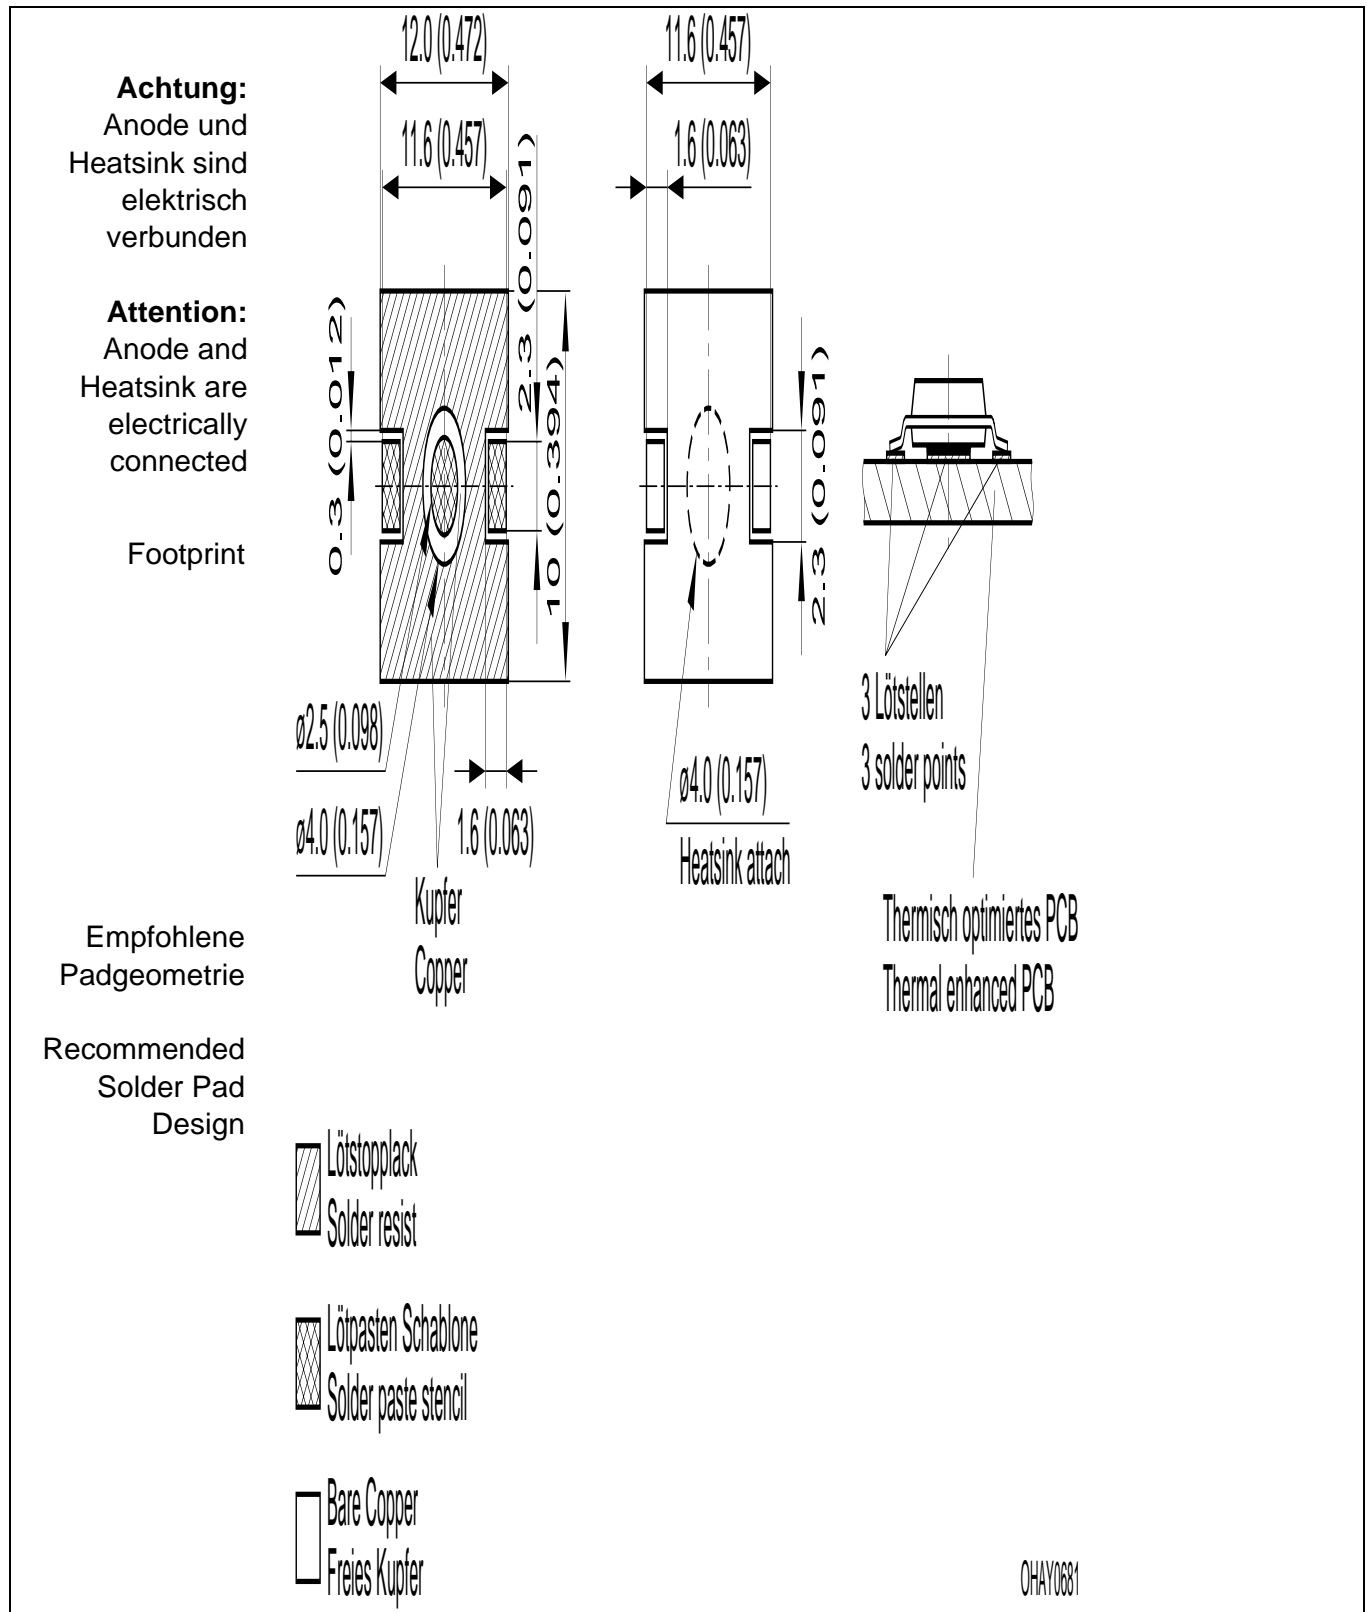 Achtung:
Anode und
Heatsink sind
elektrisch
verbunden
Attention:
Anode and
Heatsink are
electrically
connected
Footprint
Empfohlene
Padgeometrie
Recommended
Solder Pad
Design
12.0 (0.472)
11.6 (0.457)
0.3 (0.012)
2.3 (0.091)
10 (0.394)
ø2.5 (0.098)
ø4.0 (0.157)
1.6 (0.063)
Kupfer
Copper
11.6 (0.457)
1.6 (0.063)
2.3 (0.091)
ø4.0 (0.157)
Heatsink attach
3 Lötstellen
3 solder points
Thermisch optimiertes PCB
Thermal enhanced PCB
Lötstopplack
Solder resist
Lötpasten Schablone
Solder paste stencil
Bare Copper
Freies Kupfer
OHAY0681